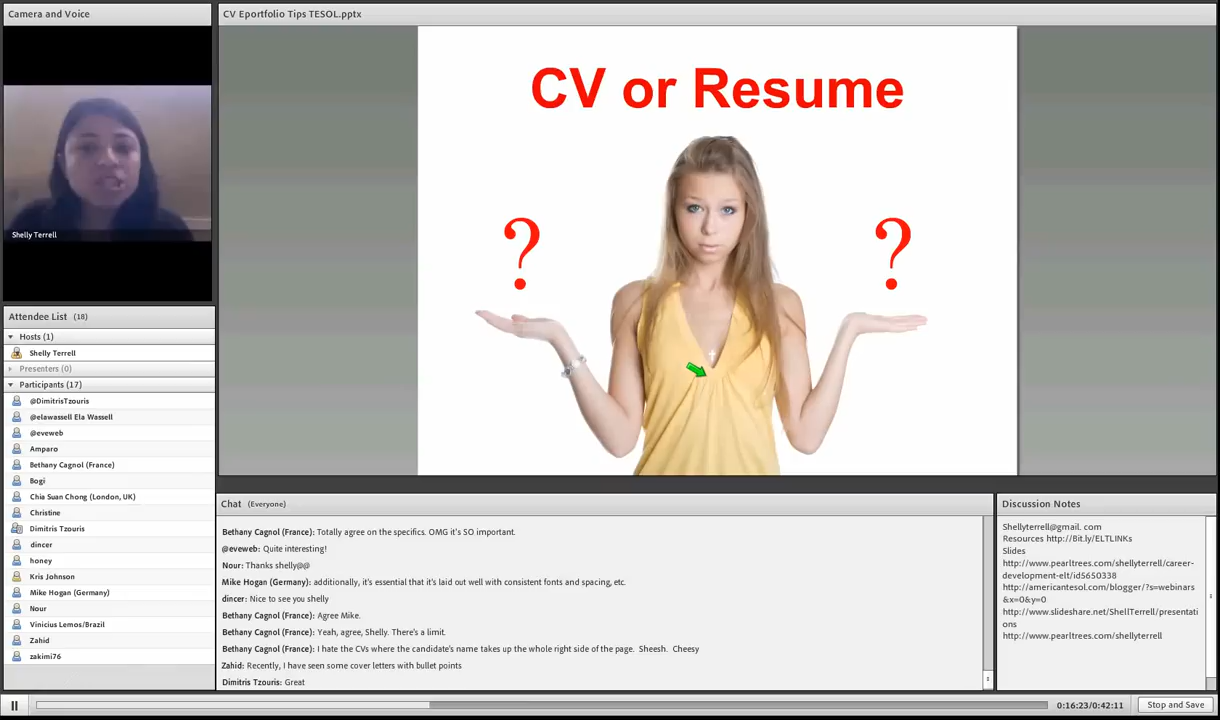 Camera and Voice
Shelly Terrell
Attendee List (18)
Hosts (1)
Shelly Terrell
Presenters (0)
Participants (17)
@DimitrisTzouris
@elawassell Ela Wassell
@eveweb
Amparo
Bethany Cagnol (France)
Bogi
Chia Suan Chong (London, UK)
Christine
Dimitris Tzouris
dincer
honey
Kris Johnson
Mike Hogan (Germany)
Nour
Vinicius Lemos/Brazil
Zahid
zakimi76
CV Eportfolio Tips TESOL.pptx
CV or Resume
? ?
Chat (Everyone)
Bethany Cagnol (France): Totally agree on the specifics. OMG it's SO important.
@eveweb: Quite interesting!
Nour: Thanks shelly@@
Mike Hogan (Germany): additionally, it's essential that it's laid out well with consistent fonts and spacing, etc.
dincer: Nice to see you shelly
Bethany Cagnol (France): Agree Mike.
Bethany Cagnol (France): Yeah, agree, Shelly. There's a limit.
Bethany Cagnol (France): I hate the CVs where the candidate's name takes up the whole right side of the page. Sheesh. Cheesy
Zahid: Recently, I have seen some cover letters with bullet points
Dimitris Tzouris: Great
Discussion Notes
Shellyterrell@gmail. com
Resources http://Bit.ly/ELTLINKs
Slides
http://www.pearltrees.com/shellyterrell/career-
development-elt/id5650338
http://americantesol.com/blogger/?s=webinars
&x=0&y=0
http://www.slideshare.net/ShellTerrell/presentati
ons
http://www.pearltrees.com/shellyterrell
0:16:23/0:42:11
Stop and Save